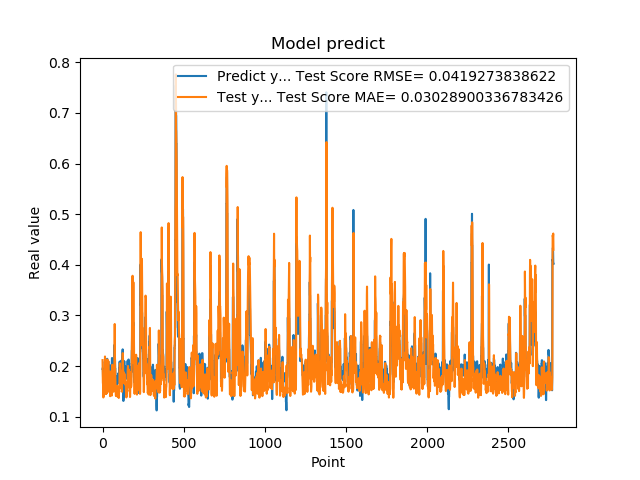 Model predict
Predict y... Test Score RMSE= 0.0419273838622
Test y... Test Score MAE= 0.03028900336783426
0.8
0.7
0.6
0.5
0.4
0.3
0.2
0.1
Real value
0 500 1000 1500 2000 2500
Point